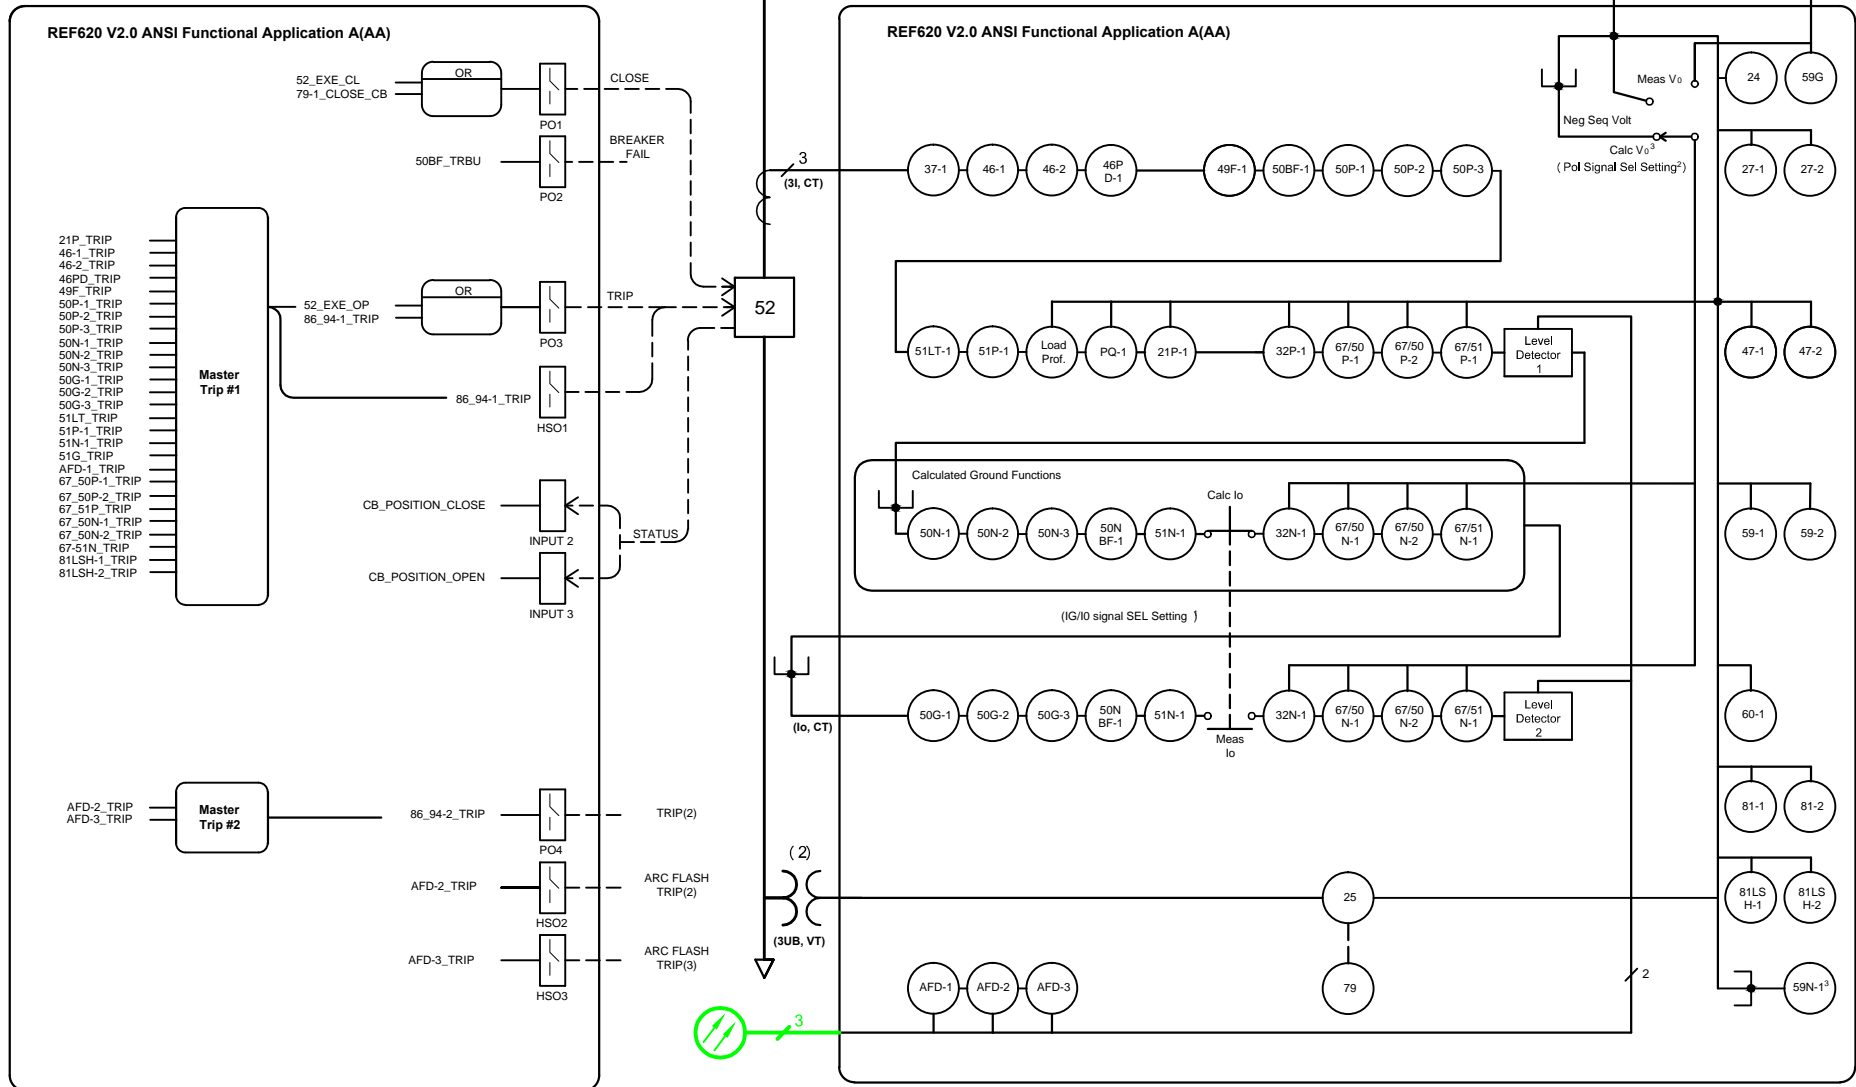 REF620 V2.0 ANSI Functional Application A(AA)
52_EXE_CL
79-1_CLOSE_CB
OR
PO1
CLOSE
50BF_TRBU
PO2
BREAKER
FAIL
21P_TRIP
46-1_TRIP
46-2_TRIP
46PD_TRIP
49F_TRIP
50P-1_TRIP
50P-2_TRIP
50P-3_TRIP
50N-1_TRIP
50N-2_TRIP
50N-3_TRIP
50G-1_TRIP
50G-2_TRIP
50G-3_TRIP
51LT_TRIP
51P-1_TRIP
51N-1_TRIP
51G_TRIP
AFD-1_TRIP
67_50P-1_TRIP
67_50P-2_TRIP
67_51P_TRIP
67_50N-1_TRIP
67_50N-2_TRIP
67-51N_TRIP
81LSH-1_TRIP
81LSH-2_TRIP
Master
Trip #1
52_EXE_OP
86_94-1_TRIP
OR
PO3
TRIP
86_94-1_TRIP
HSO1
CB_POSITION_CLOSE
INPUT 2
STATUS
CB_POSITION_OPEN
INPUT 3
AFD-2_TRIP
AFD-3_TRIP
Master
Trip #2
86_94-2_TRIP
PO4
TRIP(2)
AFD-2_TRIP
HSO2
ARC FLASH
TRIP(2)
AFD-3_TRIP
HSO3
ARC FLASH
TRIP(3)
52
3
(3I, CT)
(Io, CT)
(2)
(3UB, VT)
3
REF620 V2.0 ANSI Functional Application A(AA)
Meas V0
Neg Seq Volt
Calc V0³
( Pol Signal Sel Setting²)
24
59G
27-1
27-2
37-1
46-1
46-2
46P
D-1
49F-1
50BF-1
50P-1
50P-2
50P-3
51LT-1
51P-1
Load
Prof.
PQ-1
21P-1
32P-1
67/50
P-1
67/50
P-2
67/51
P-1
Level
Detector
1
47-1
47-2
Calculated Ground Functions
Calc Io
50N-1
50N-2
50N-3
50N
BF-1
51N-1
32N-1
67/50
N-1
67/50
N-2
67/51
N-1
59-1
59-2
(IG/I0 signal SEL Setting )
50G-1
50G-2
50G-3
50N
BF-1
51N-1
Meas
Io
32N-1
67/50
N-1
67/50
N-2
67/51
N-1
Level
Detector
2
60-1
81-1
81-2
25
81LS
H-1
81LS
H-2
AFD-1
AFD-2
AFD-3
79
2
59N-1³